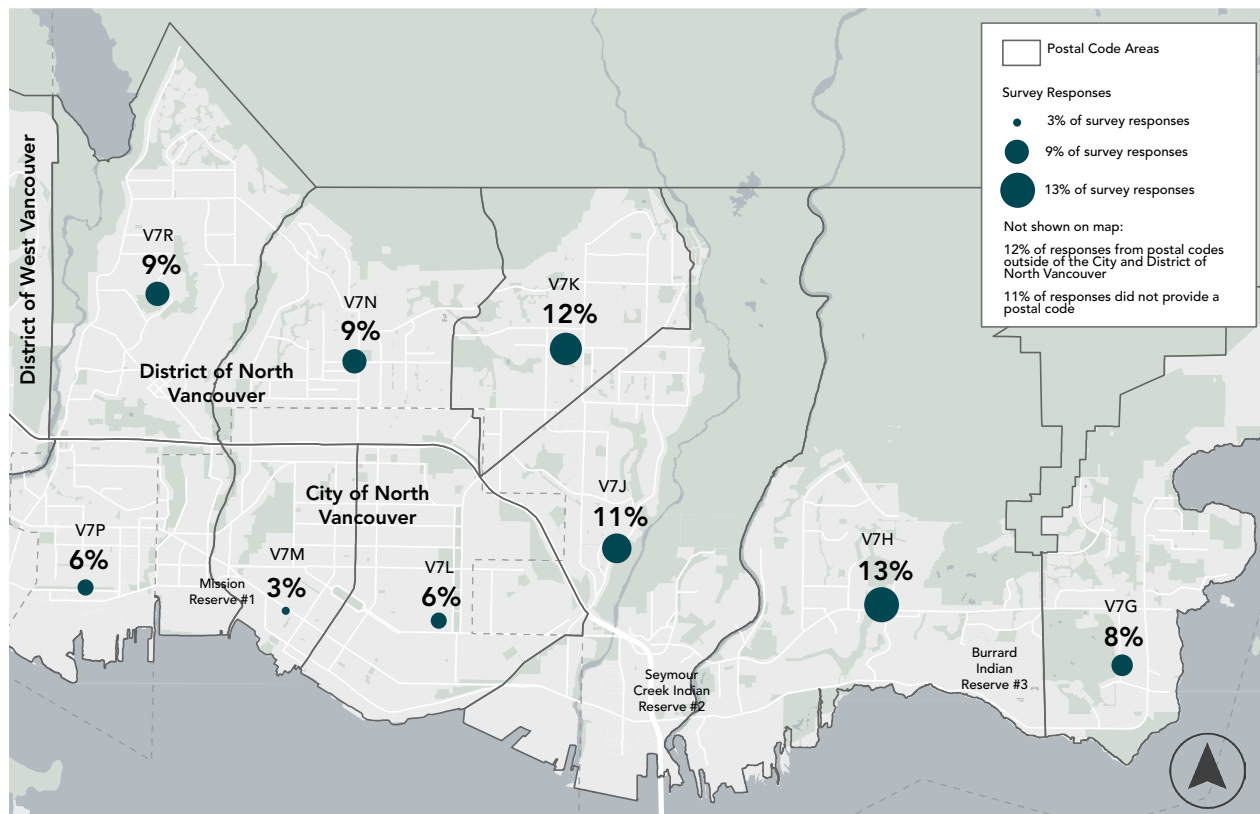 Postal Code Areas
Survey Responses
3% of survey responses
9% of survey responses
13% of survey responses
Not shown on map:
12% of responses from postal codes
outside of the City and District of
North Vancouver
11% of responses did not provide a
postal code
District of West Vancouver
V7R
9%
V7N
9%
V7K
12%
District of North
Vancouver
City of North
Vancouver
V7J
11%
V7P
6%
V7M
3%
Mission
Reserve #1
V7L
6%
V7H
13%
V7G
8%
Seymour
Creek Indian
Reserve #2
Burrard
Indian
Reserve #3